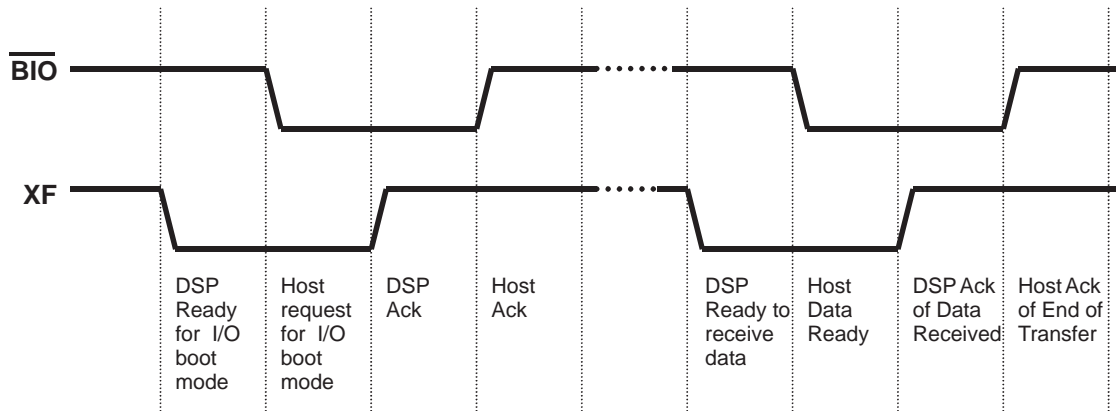 BIO
XF
DSP
Ready
for I/O
boot
mode
Host
request
for I/O
boot
mode
DSP
Ack
Host
Ack
DSP
Ready to
receive
data
Host
Data
Ready
DSP Ack
of Data
Received
Host Ack
of End of
Transfer